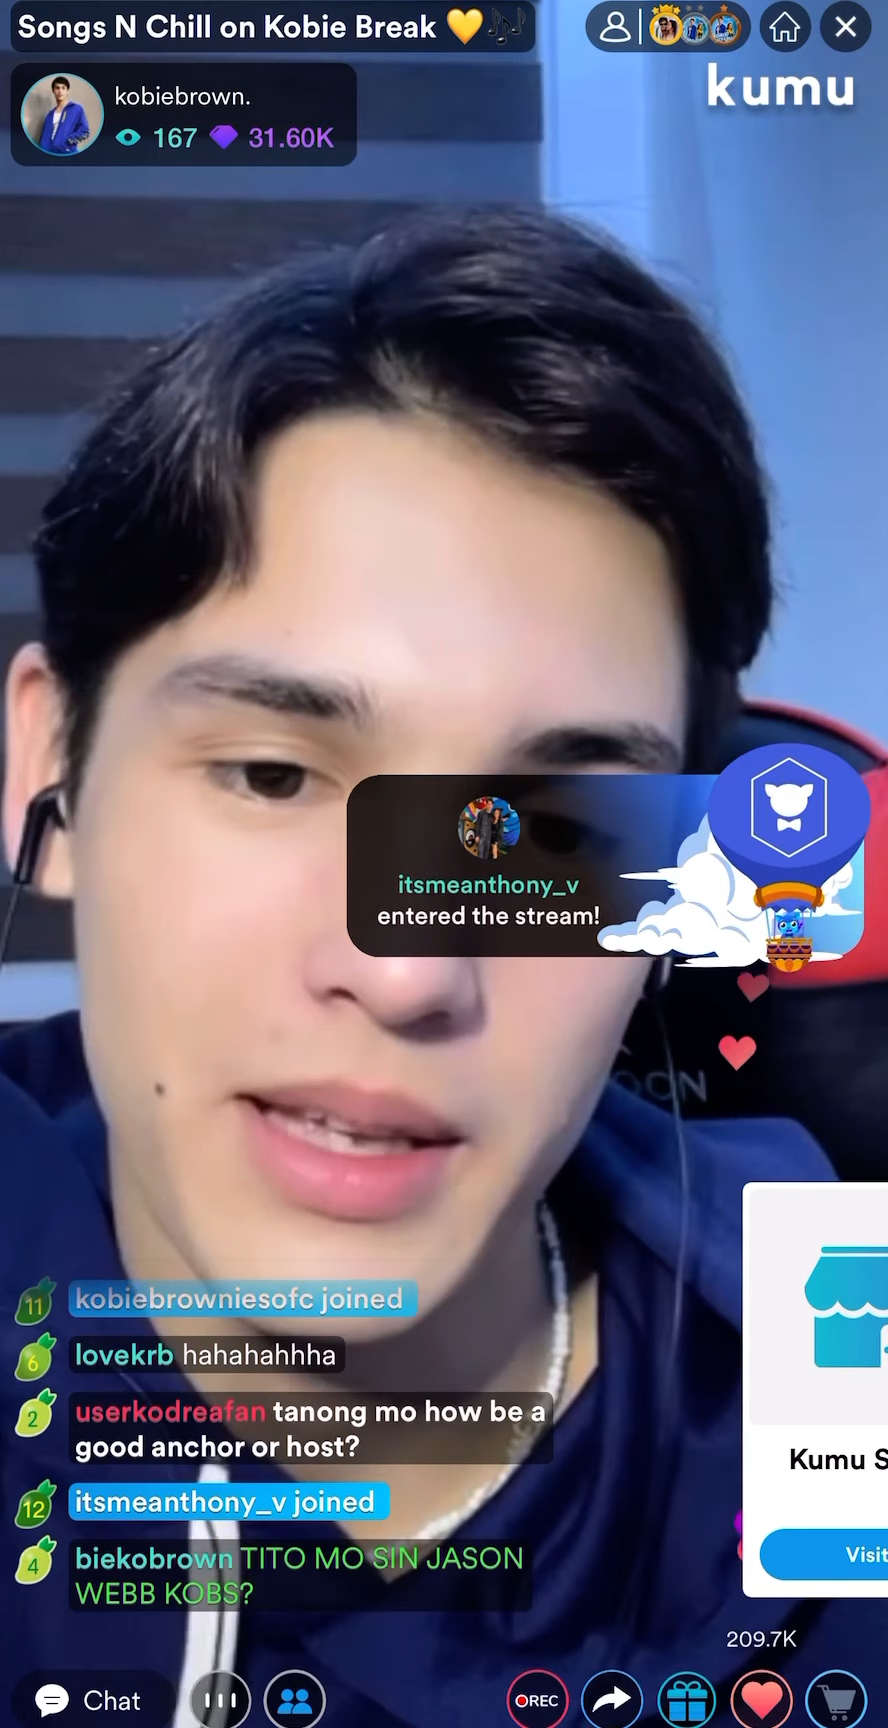 Songs N Chill on Kobie Break 💛🎶
kobiebrown.
167 31.60K
kumu
itsmeanthony_v
entered the stream!
11 kobiebrowniesofc joined
6 lovekrb hahahahhha
2 userkodreafan tanong mo how be a
good anchor or host?
12 itsmeanthony_v joined
4 biekobrown TITO MO SIN JASON
WEBB KOBS?
Kumu S
Visit
209.7K
Chat
REC